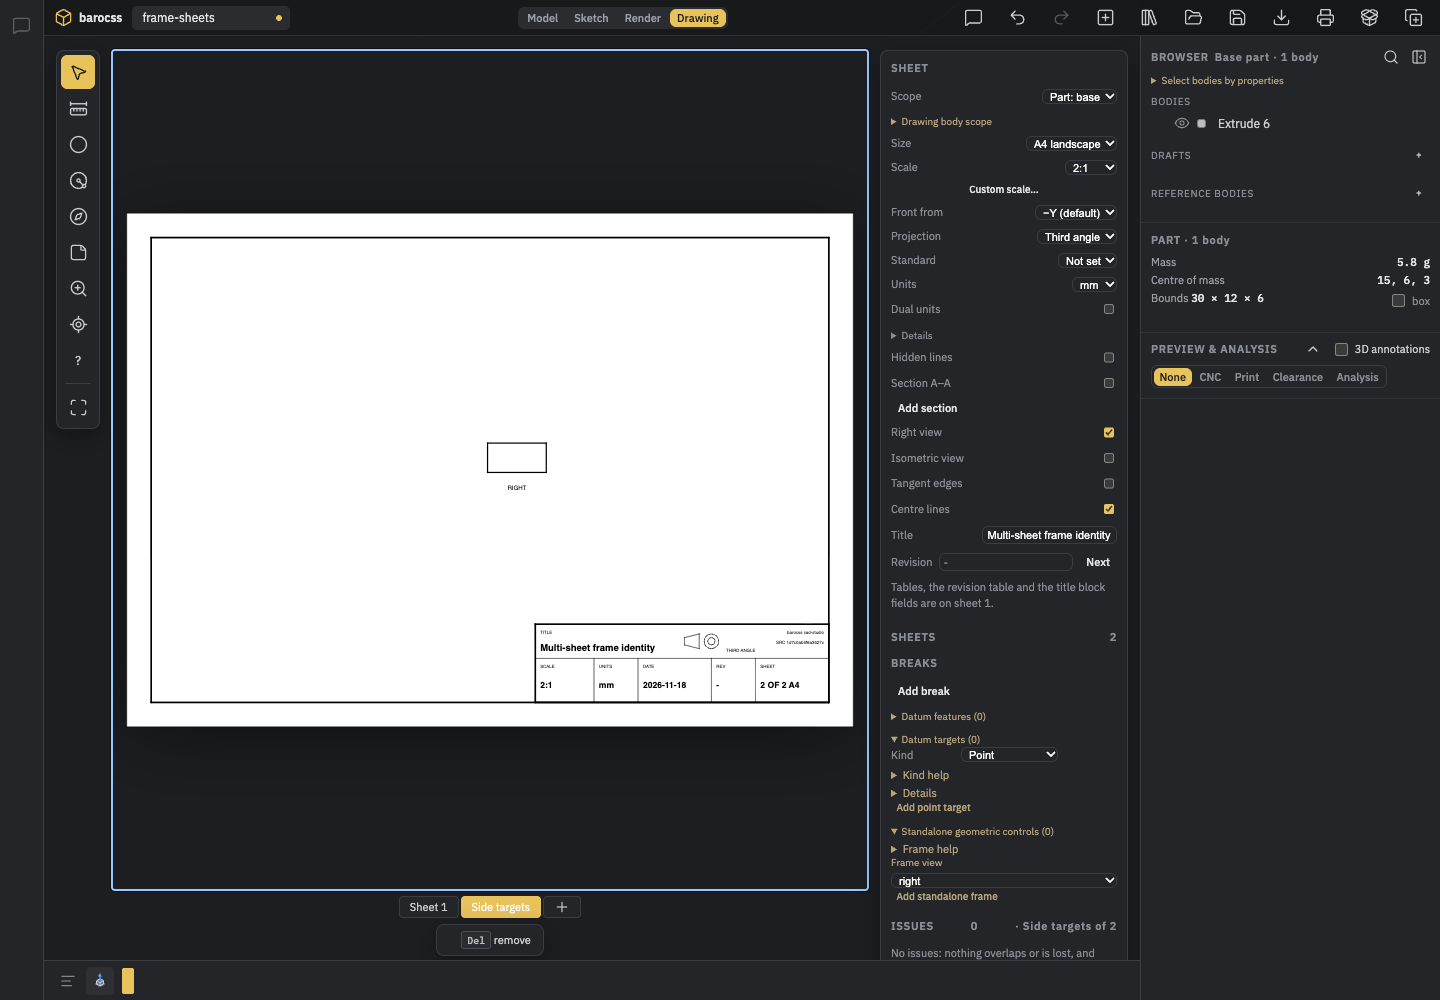 barocss
frame-sheets
Model Sketch Render Drawing
?
RIGHT
TITLE
Multi-sheet frame identity
THIRD ANGLE
barocss cad-studio
SCALE UNITS DATE REV SHEET
2:1 mm 2026-11-18 - 2 OF 2 A4
Sheet 1 Side targets +
Del remove
SHEET
Scope Part: base
Drawing body scope
Size A4 landscape
Scale 2:1
Custom scale...
Front from −Y (default)
Projection Third angle
Standard Not set
Units mm
Dual units
Details
Hidden lines
Section A–A
Add section
Right view
Isometric view
Tangent edges
Centre lines
Title Multi-sheet frame identity
Revision - Next
Tables, the revision table and the title block
fields are on sheet 1.
SHEETS 2
BREAKS
Add break
Datum features (0)
Datum targets (0)
Kind Point
Kind help
Details
Add point target
Standalone geometric controls (0)
Frame help
Frame view
right
Add standalone frame
ISSUES 0 · Side targets of 2
No issues: nothing overlaps or is lost, and
BROWSER Base part · 1 body
Select bodies by properties
BODIES
Extrude 6
DRAFTS +
REFERENCE BODIES +
PART · 1 body
Mass 5.8 g
Centre of mass 15, 6, 3
Bounds 30 × 12 × 6 box
PREVIEW & ANALYSIS 3D annotations
None CNC Print Clearance Analysis